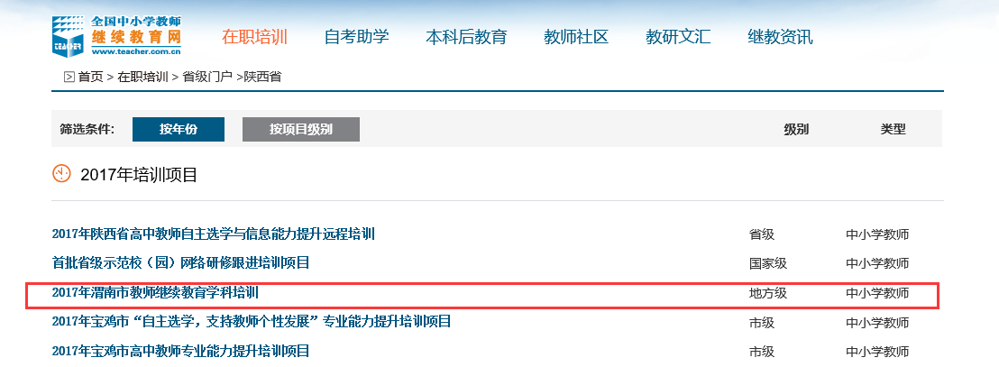 全国中小学教师
继续教育网
TEACHER
www.teacher.com.cn
在职培训 自考助学 本科后教育 教师社区 教研文汇 继教资讯
首页 > 在职培训 > 省级门户 >陕西省
筛选条件: 按年份 按项目级别 级别 类型
2017年培训项目
2017年陕西省高中教师自主选学与信息能力提升远程培训 省级 中小学教师
首批省级示范校（园）网络研修跟进培训项目 国家级 中小学教师
2017年渭南市教师继续教育学科培训 地方级 中小学教师
2017年宝鸡市“自主选学，支持教师个性发展”专业能力提升培训项目 市级 中小学教师
2017年宝鸡市高中教师专业能力提升培训项目 市级 中小学教师